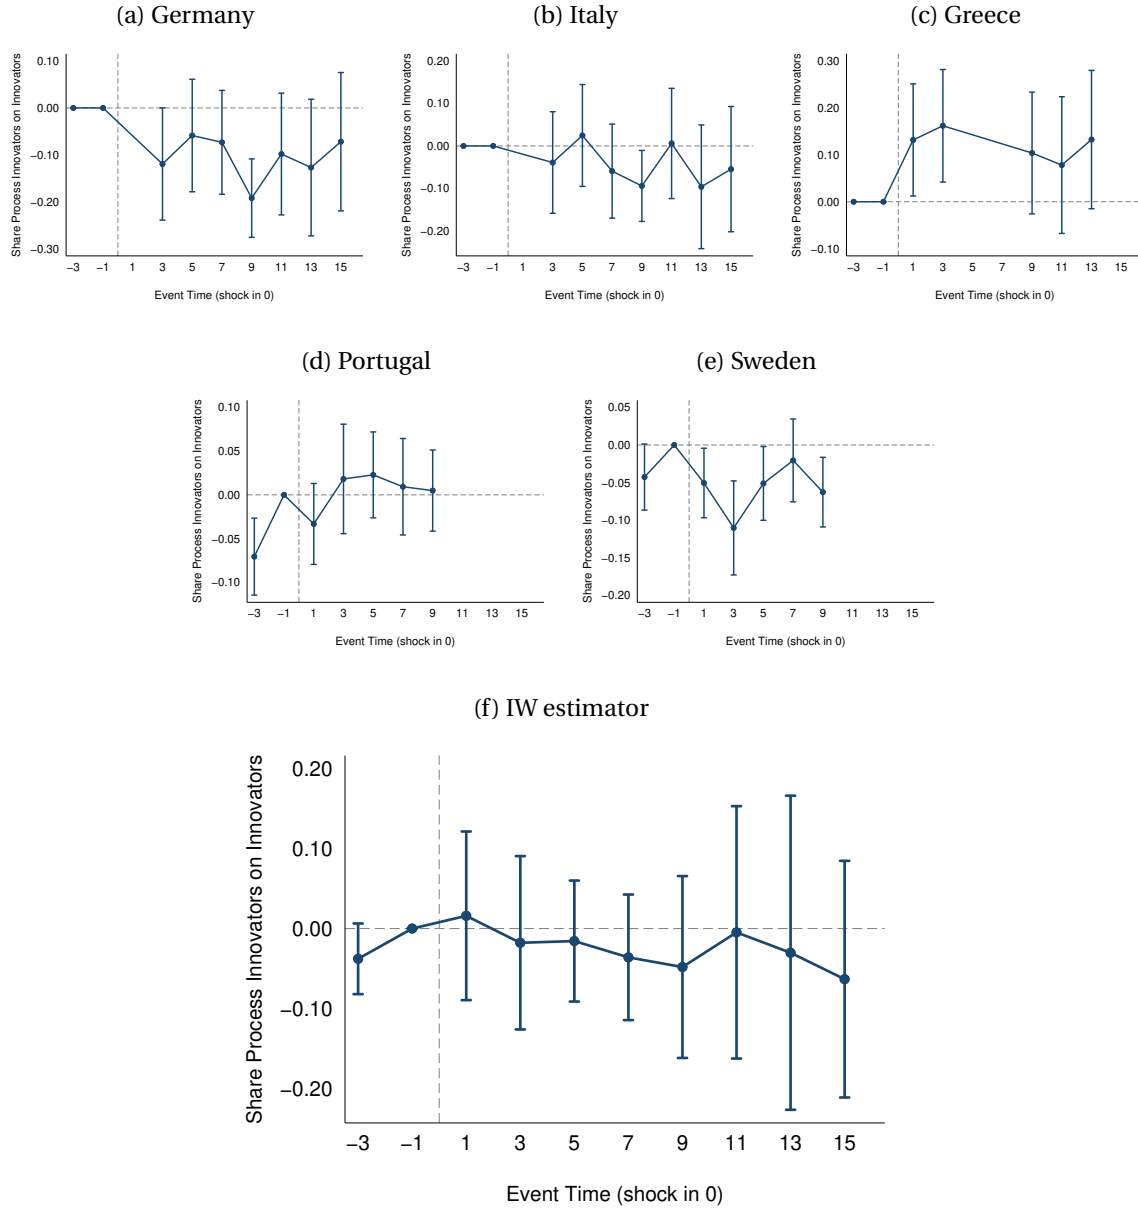 (a) Germany
(b) Italy
(c) Greece
Share Process Innovators on Innovators
0.10
0.00
−0.10
−0.20
−0.30
−3 −1 1 3 5 7 9 11 13 15
Event Time (shock in 0)
Share Process Innovators on Innovators
0.20
0.10
0.00
−0.10
−0.20
−3 −1 1 3 5 7 9 11 13 15
Event Time (shock in 0)
Share Process Innovators on Innovators
0.30
0.20
0.10
0.00
−0.10
−3 −1 1 3 5 7 9 11 13 15
Event Time (shock in 0)
(d) Portugal
(e) Sweden
Share Process Innovators on Innovators
0.10
0.05
0.00
−0.05
−0.10
−3 −1 1 3 5 7 9 11 13 15
Event Time (shock in 0)
Share Process Innovators on Innovators
0.05
0.00
−0.05
−0.10
−0.15
−0.20
−3 −1 1 3 5 7 9 11 13 15
Event Time (shock in 0)
(f) IW estimator
Share Process Innovators on Innovators
0.20
0.10
0.00
−0.10
−0.20
−3 −1 1 3 5 7 9 11 13 15
Event Time (shock in 0)